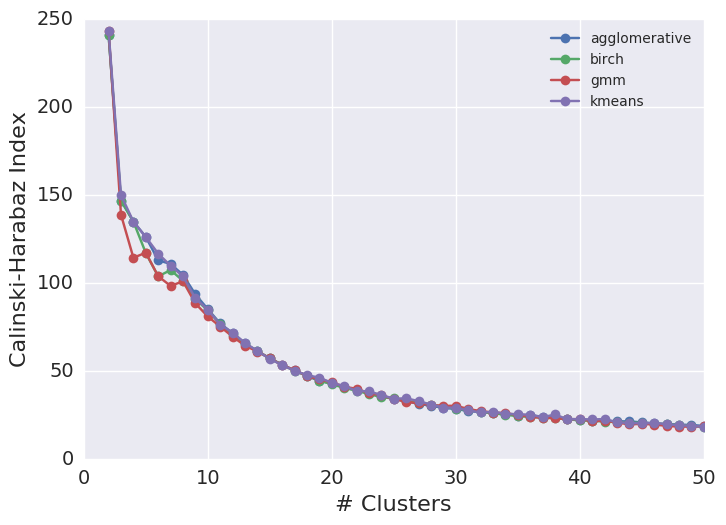 250
200
150
100
50
0
Calinski-Harabaz Index
agglomerative
birch
gmm
kmeans
0 10 20 30 40 50
# Clusters